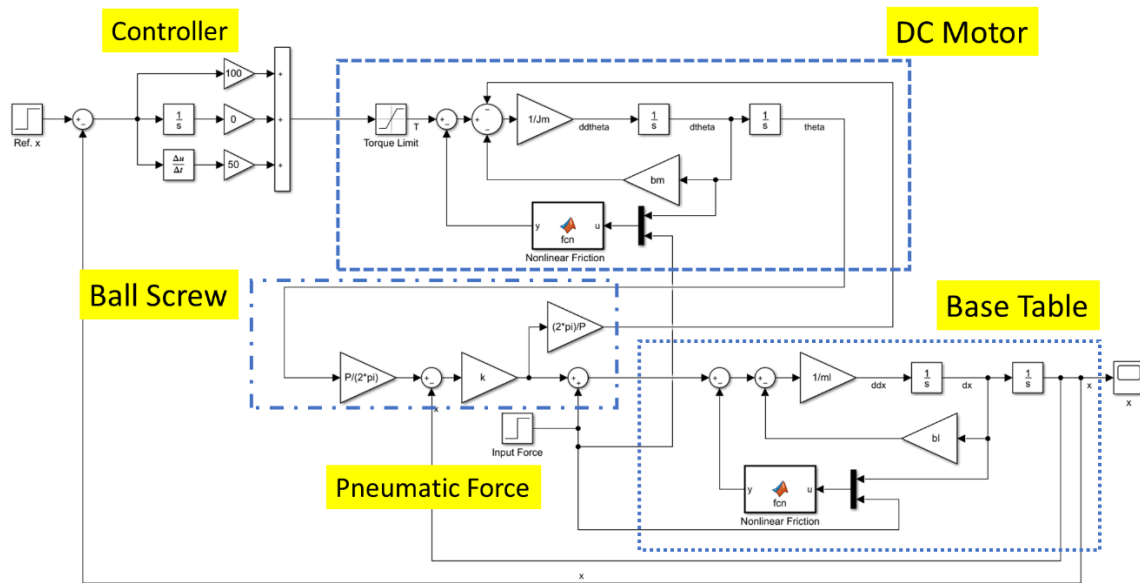 Controller
DC Motor
100
+
Ref. x
+
−
1
s
0
+
Δu
Δt
50
+
Torque Limit
T
+
−
−
+
−
1/Jm
ddtheta
1
s
dtheta
1
s
theta
bm
y
fcn
u
Nonlinear Friction
Ball Screw
(2*pi)/P
Base Table
P/(2*pi)
+
−
k
+
+
x
Input Force
Pneumatic Force
+
−
+
−
1/ml
ddx
1
s
dx
1
s
x
x
bl
y
fcn
u
Nonlinear Friction
x